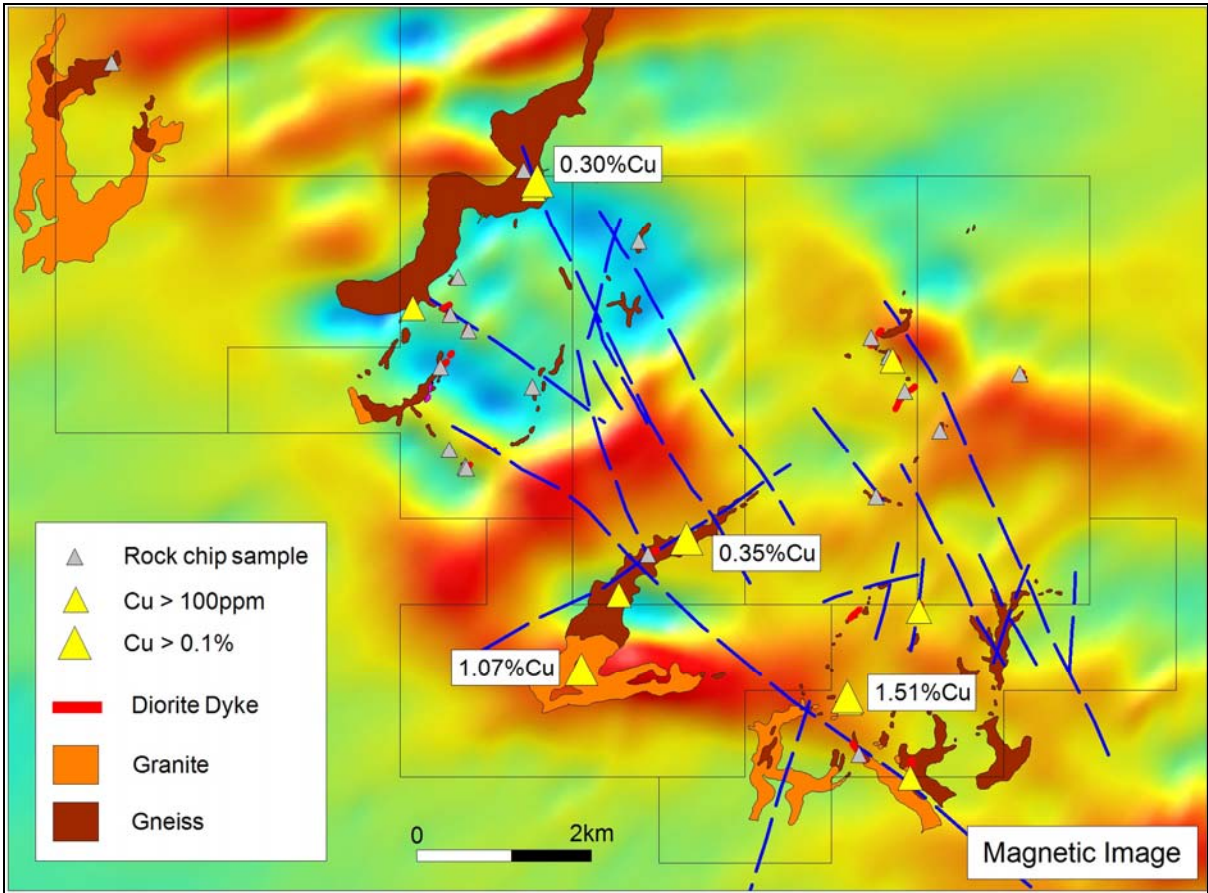 0.30%Cu
0.35%Cu
1.07%Cu
1.51%Cu
Rock chip sample
Cu > 100ppm
Cu > 0.1%
Diorite Dyke
Granite
Gneiss
0 2km
Magnetic Image